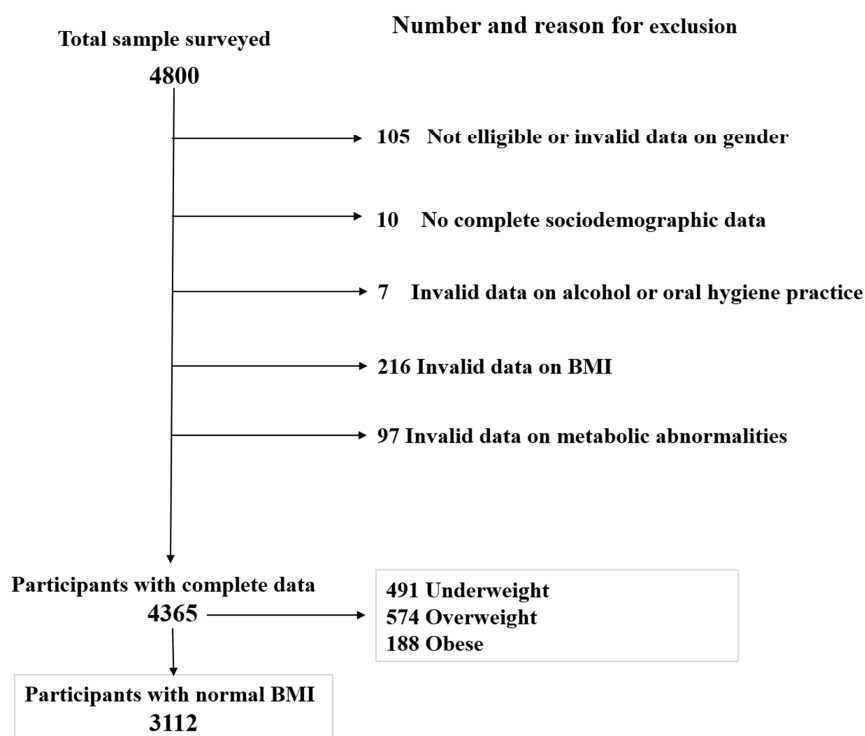 Total sample surveyed
4800
Number and reason for exclusion
105 Not elligible or invalid data on gender
10 No complete sociodemographic data
7 Invalid data on alcohol or oral hygiene practice
216 Invalid data on BMI
97 Invalid data on metabolic abnormalities
Participants with complete data
4365
491 Underweight
574 Overweight
188 Obese
Participants with normal BMI
3112